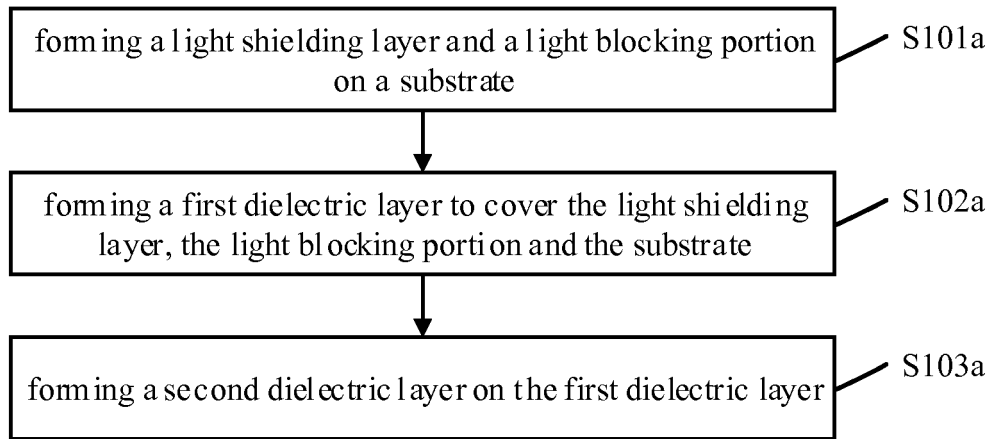 forming a light shielding layer and a light blocking portion
on a substrate
S101a
forming a first dielectric layer to cover the light shielding
layer, the light blocking portion and the substrate
S102a
forming a second dielectric layer on the first dielectric layer
S103a